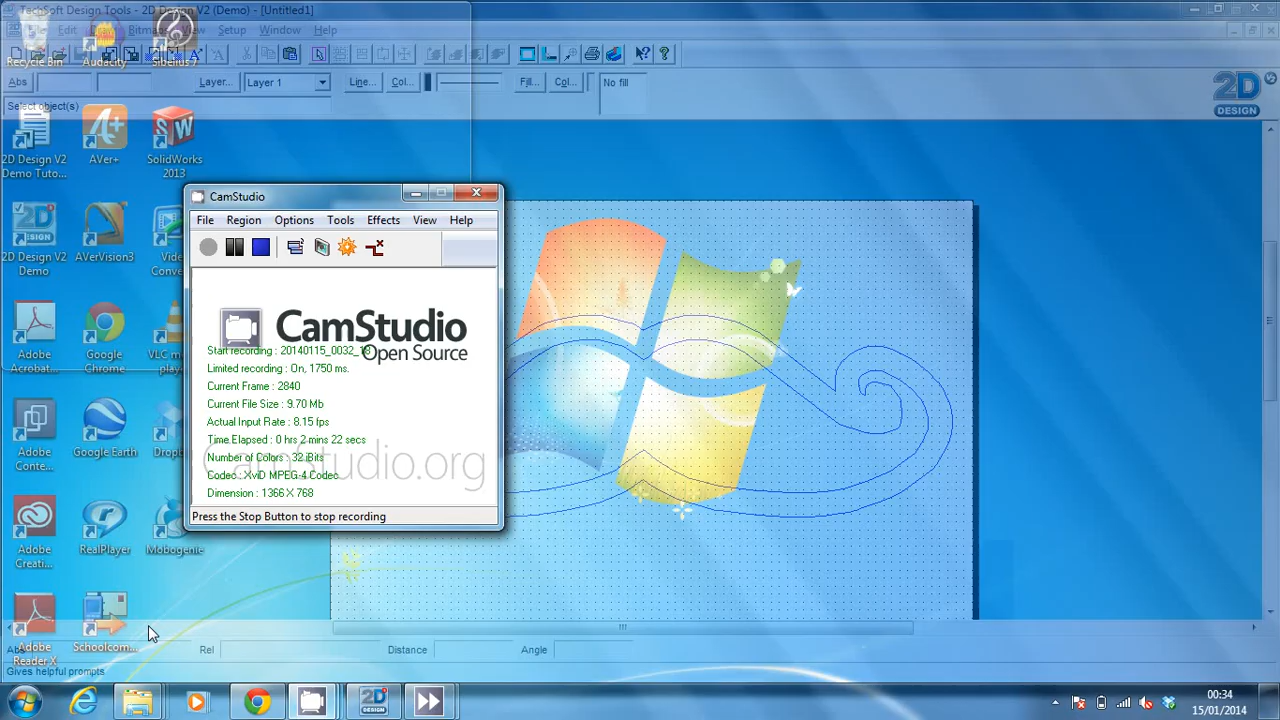 TechSoft Design Tools - 2D Design V2 (Demo) - [Untitled1]
File Edit Draw Bitmaps View Setup Window Help
Recycle Bin
Audacity
Sibelius 7
Abs
Layer...
Layer 1
Line...
Col...
Fill...
Col...
No fill
2D
DESIGN
Select object(s)
2D Design V2
Demo Tuto...
AVer+
SolidWorks
2013
2D Design V2
Demo
AVerVision3
Adobe
Acrobat...
Google
Chrome
VLC m
play
Adobe
Conte...
Google Earth
Adobe
Creati...
RealPlayer
Mobogenie
Adobe
Reader X
Schoolcom...
CamStudio
File Region Options Tools Effects View Help
CamStudio
Open Source
Start recording : 20140115_0032_18
Limited recording : On, 1750 ms.
Current Frame : 2840
Current File Size : 9.70 Mb
Actual Input Rate : 8.15 fps
Time Elapsed : 0 hrs 2 mins 22 secs
Number of Colors : 32 Bits
Codec : XviD MPEG-4 Codec
Dimension : 1366 X 768
CamStudio.org
Press the Stop Button to stop recording
Rel
Distance
Angle
Gives helpful prompts
00:34
15/01/2014